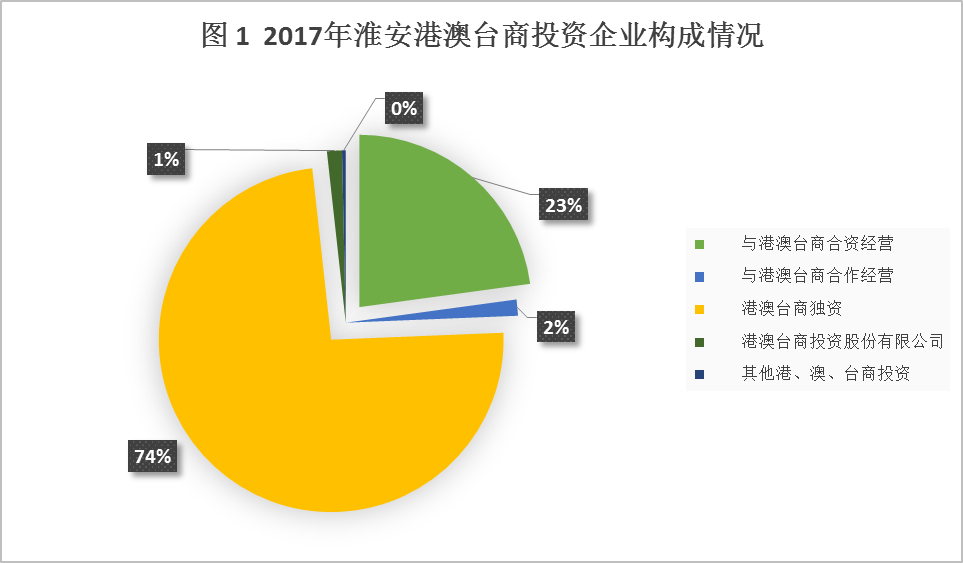 图 1 2017年淮安港澳台商投资企业构成情况
0%
1%
23%
2%
74%
与港澳台商合资经营
与港澳台商合作经营
港澳台商独资
港澳台商投资股份有限公司
其他港、澳、台商投资